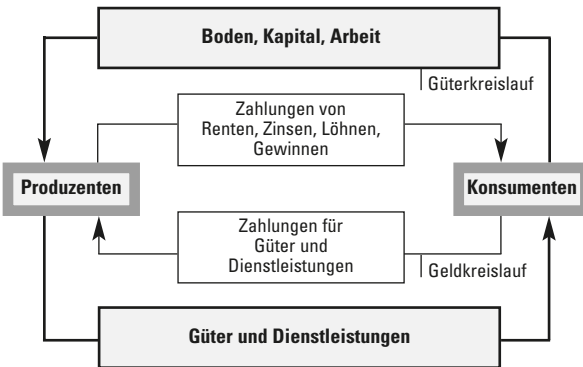 Boden, Kapital, Arbeit
Güterkreislauf
Zahlungen von
Renten, Zinsen, Löhnen,
Gewinnen
Produzenten
Konsumenten
Zahlungen für
Güter und
Dienstleistungen
Geldkreislauf
Güter und Dienstleistungen